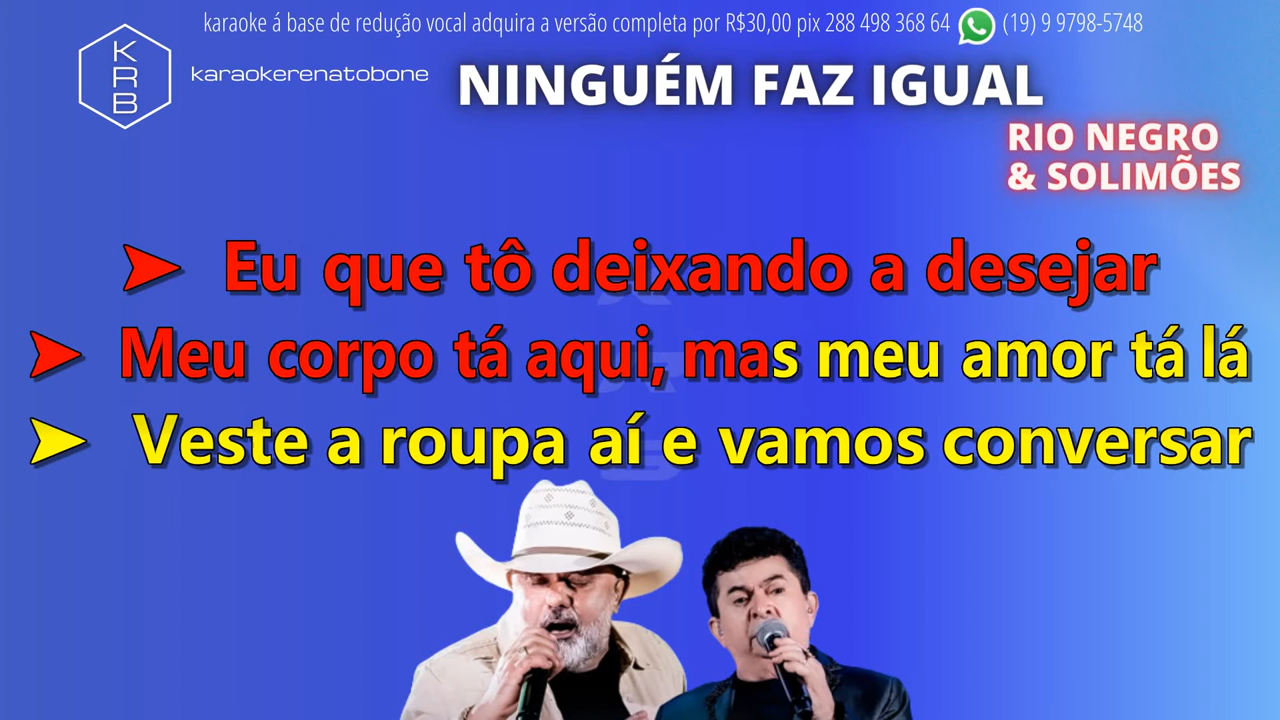 karaoke á base de redução vocal adquira a versão completa por R$30,00 pix 288 498 368 64 (19) 9 9798-5748
KRB
karaokerenatobone
NINGUÉM FAZ IGUAL
RIO NEGRO
& SOLIMÕES
➤ Eu que tô deixando a desejar
➤ Meu corpo tá aqui, mas meu amor tá lá
➤ Veste a roupa aí e vamos conversar